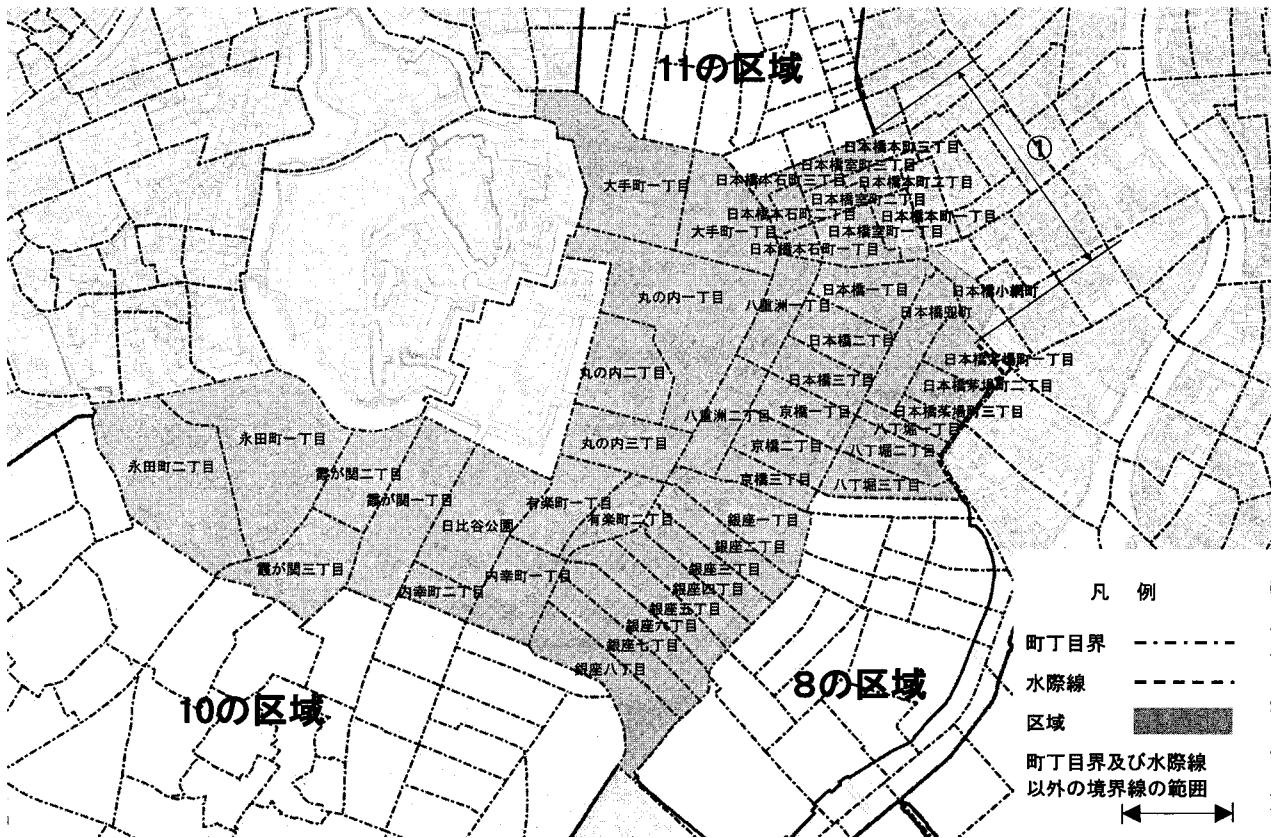 11の区域
①
日本橋本町三丁目
日本橋室町三丁目
日本橋本石町三丁目
日本橋本町二丁目
大手町一丁目
日本橋室町二丁目
日本橋本石町二丁目
日本橋本町一丁目
大手町一丁目
日本橋室町一丁目
日本橋本石町一丁目
日本橋一丁目
日本橋小網町
丸の内一丁目
八重洲一丁目
日本橋兜町
日本橋二丁目
日本橋茅場町一丁目
丸の内二丁目
日本橋三丁目
日本橋茅場町二丁目
八重洲二丁目
京橋一丁目
日本橋茅場町三丁目
八丁堀一丁目
永田町一丁目
丸の内三丁目
京橋二丁目
八丁堀二丁目
永田町二丁目
霞が関二丁目
京橋三丁目
八丁堀三丁目
霞が関一丁目
有楽町一丁目
日比谷公園
有楽町二丁目
銀座一丁目
銀座二丁目
霞が関三丁目
内幸町一丁目
銀座三丁目
内幸町二丁目
銀座四丁目
銀座五丁目
銀座六丁目
銀座七丁目
銀座八丁目
8の区域
10の区域
凡 例
町丁目界
水際線
区域
町丁目界及び水際線
以外の境界線の範囲